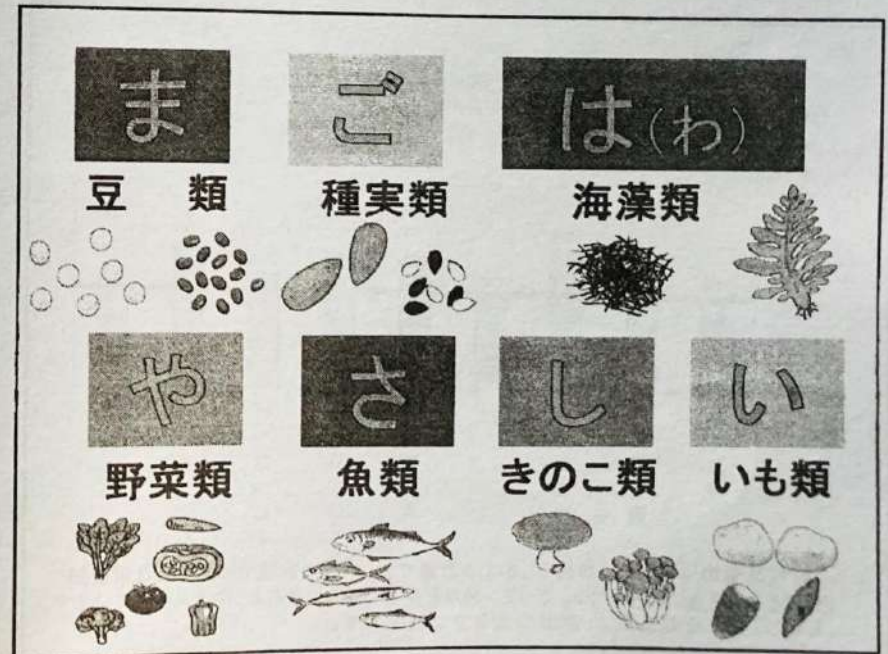 ま ご は（わ）
豆 類 種実類 海藻類
や さ し い
野菜類 魚類 きのこ類 いも類